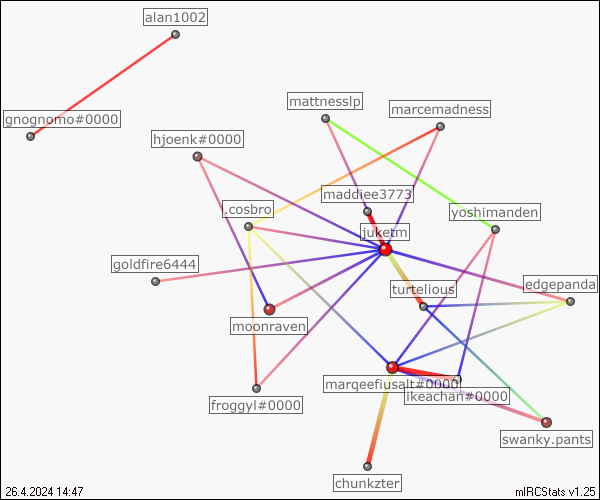 alan1002
gnognomo#0000
mattnesslp
marcemadness
hjoenk#0000
maddiee3773
.cosbro
yoshimanden
juketm
goldfire6444
turtelious
edgepanda
moonraven
marqeefiusalt#0000
ikeachan#0000
froggyl#0000
swanky.pants
chunkzter
26.4.2024 14:47
mIRCStats v1.25